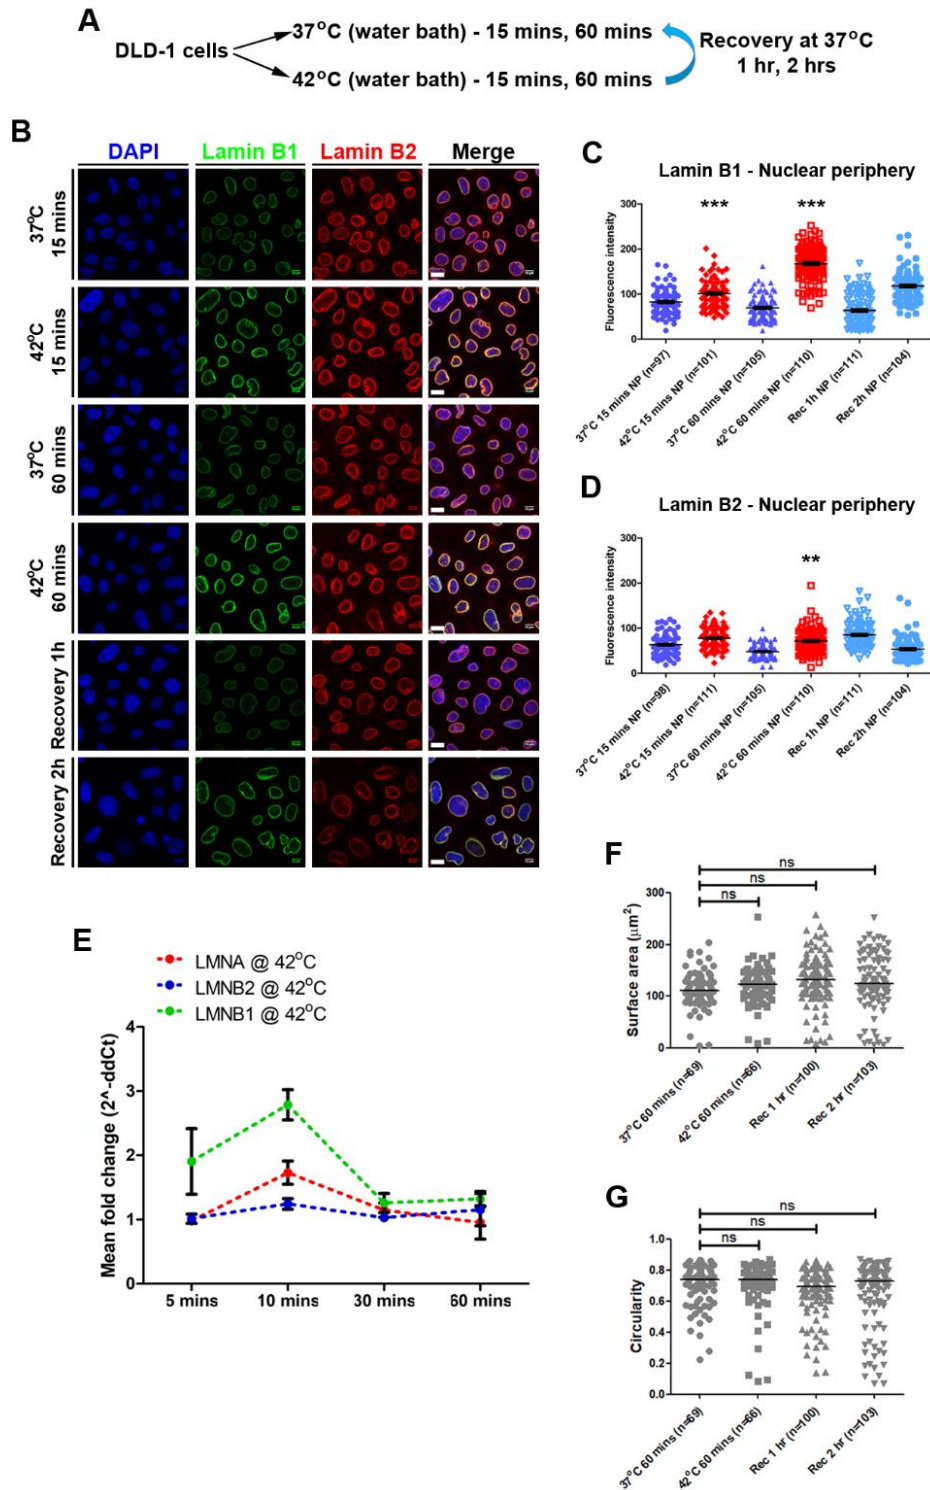 A
DLD-1 cells
37°C (water bath) - 15 mins, 60 mins
42°C (water bath) - 15 mins, 60 mins
Recovery at 37°C
1 hr, 2 hrs
B
DAPI Lamin B1 Lamin B2 Merge
37°C
15 mins
42°C
15 mins
37°C
60 mins
42°C
60 mins
Recovery 1h
Recovery 2h
C
Lamin B1 - Nuclear periphery
Fluorescence intensity
300
200
100
0
***
***
37°C 15 mins NP (n=97)
42°C 15 mins NP (n=101)
37°C 60 mins NP (n=105)
42°C 60 mins NP (n=110)
Rec 1h NP (n=111)
Rec 2h NP (n=104)
D
Lamin B2 - Nuclear periphery
Fluorescence intensity
300
200
100
0
**
37°C 15 mins NP (n=98)
42°C 15 mins NP (n=111)
37°C 60 mins NP (n=105)
42°C 60 mins NP (n=110)
Rec 1h NP (n=111)
Rec 2h NP (n=104)
E
LMNA @ 42°C
LMNB2 @ 42°C
LMNB1 @ 42°C
Mean fold change (2^-ddCt)
4
3
2
1
0
5 mins 10 mins 30 mins 60 mins
F
ns
ns
ns
Surface area (µm²)
300
200
100
0
37°C 60 mins (n=69)
42°C 60 mins (n=66)
Rec 1 hr (n=100)
Rec 2 hr (n=103)
G
ns
ns
ns
Circularity
1.0
0.8
0.6
0.4
0.2
0.0
37°C 60 mins (n=69)
42°C 60 mins (n=66)
Rec 1 hr (n=100)
Rec 2 hr (n=103)